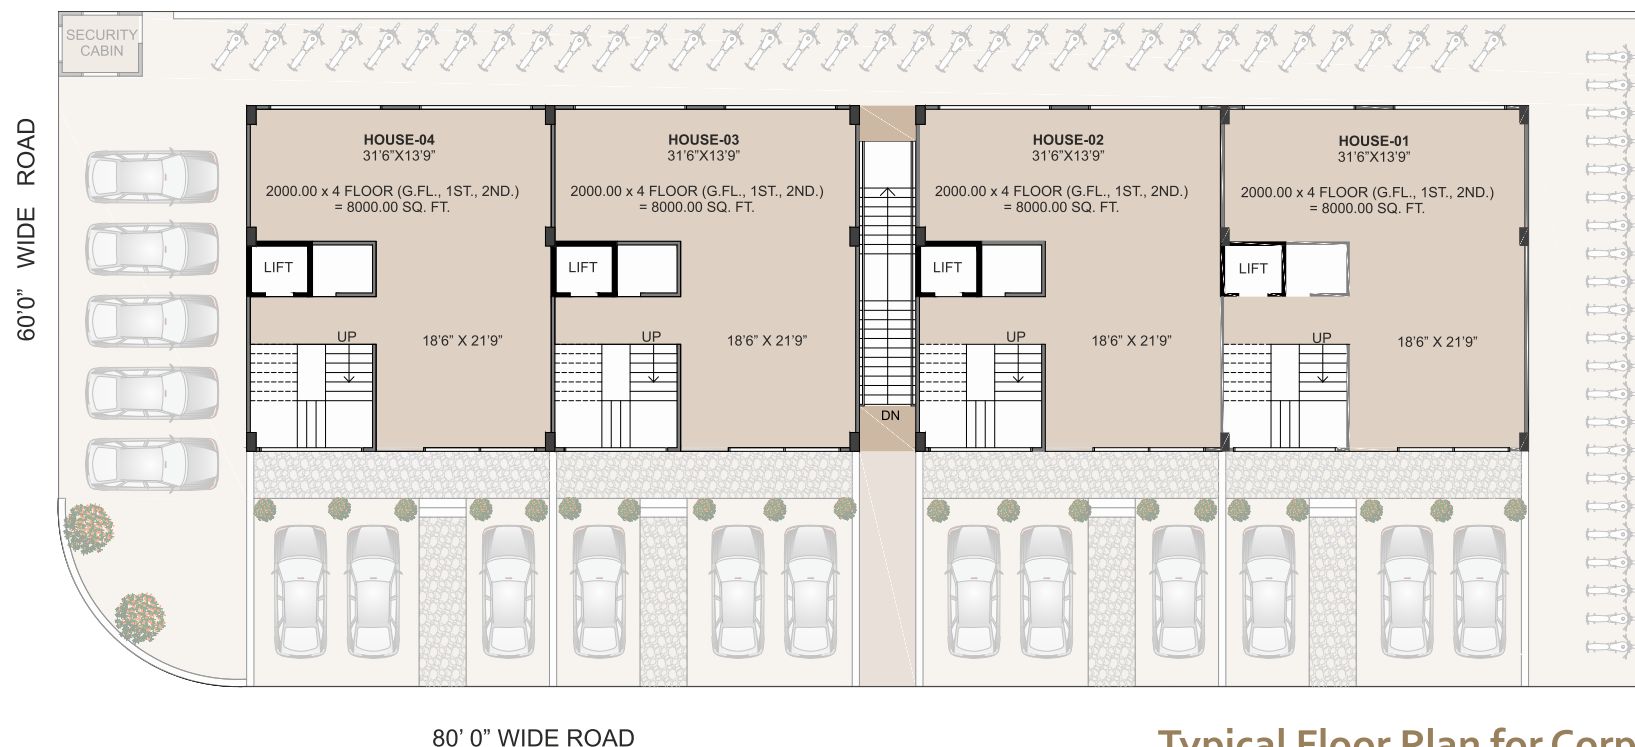 SECURITY
CABIN
60'0” WIDE ROAD
HOUSE-04
31'6”X13'9”
2000.00 x 4 FLOOR (G.FL., 1ST., 2ND.)
= 8000.00 SQ. FT.
LIFT
UP
18'6” X 21'9”
HOUSE-03
31'6”X13'9”
2000.00 x 4 FLOOR (G.FL., 1ST., 2ND.)
= 8000.00 SQ. FT.
LIFT
UP
18'6” X 21'9”
DN
HOUSE-02
31'6”X13'9”
2000.00 x 4 FLOOR (G.FL., 1ST., 2ND.)
= 8000.00 SQ. FT.
LIFT
UP
18'6” X 21'9”
HOUSE-01
31'6”X13'9”
2000.00 x 4 FLOOR (G.FL., 1ST., 2ND.)
= 8000.00 SQ. FT.
LIFT
UP
18'6” X 21'9”
80’ 0” WIDE ROAD
Typical Floor Plan for Corp